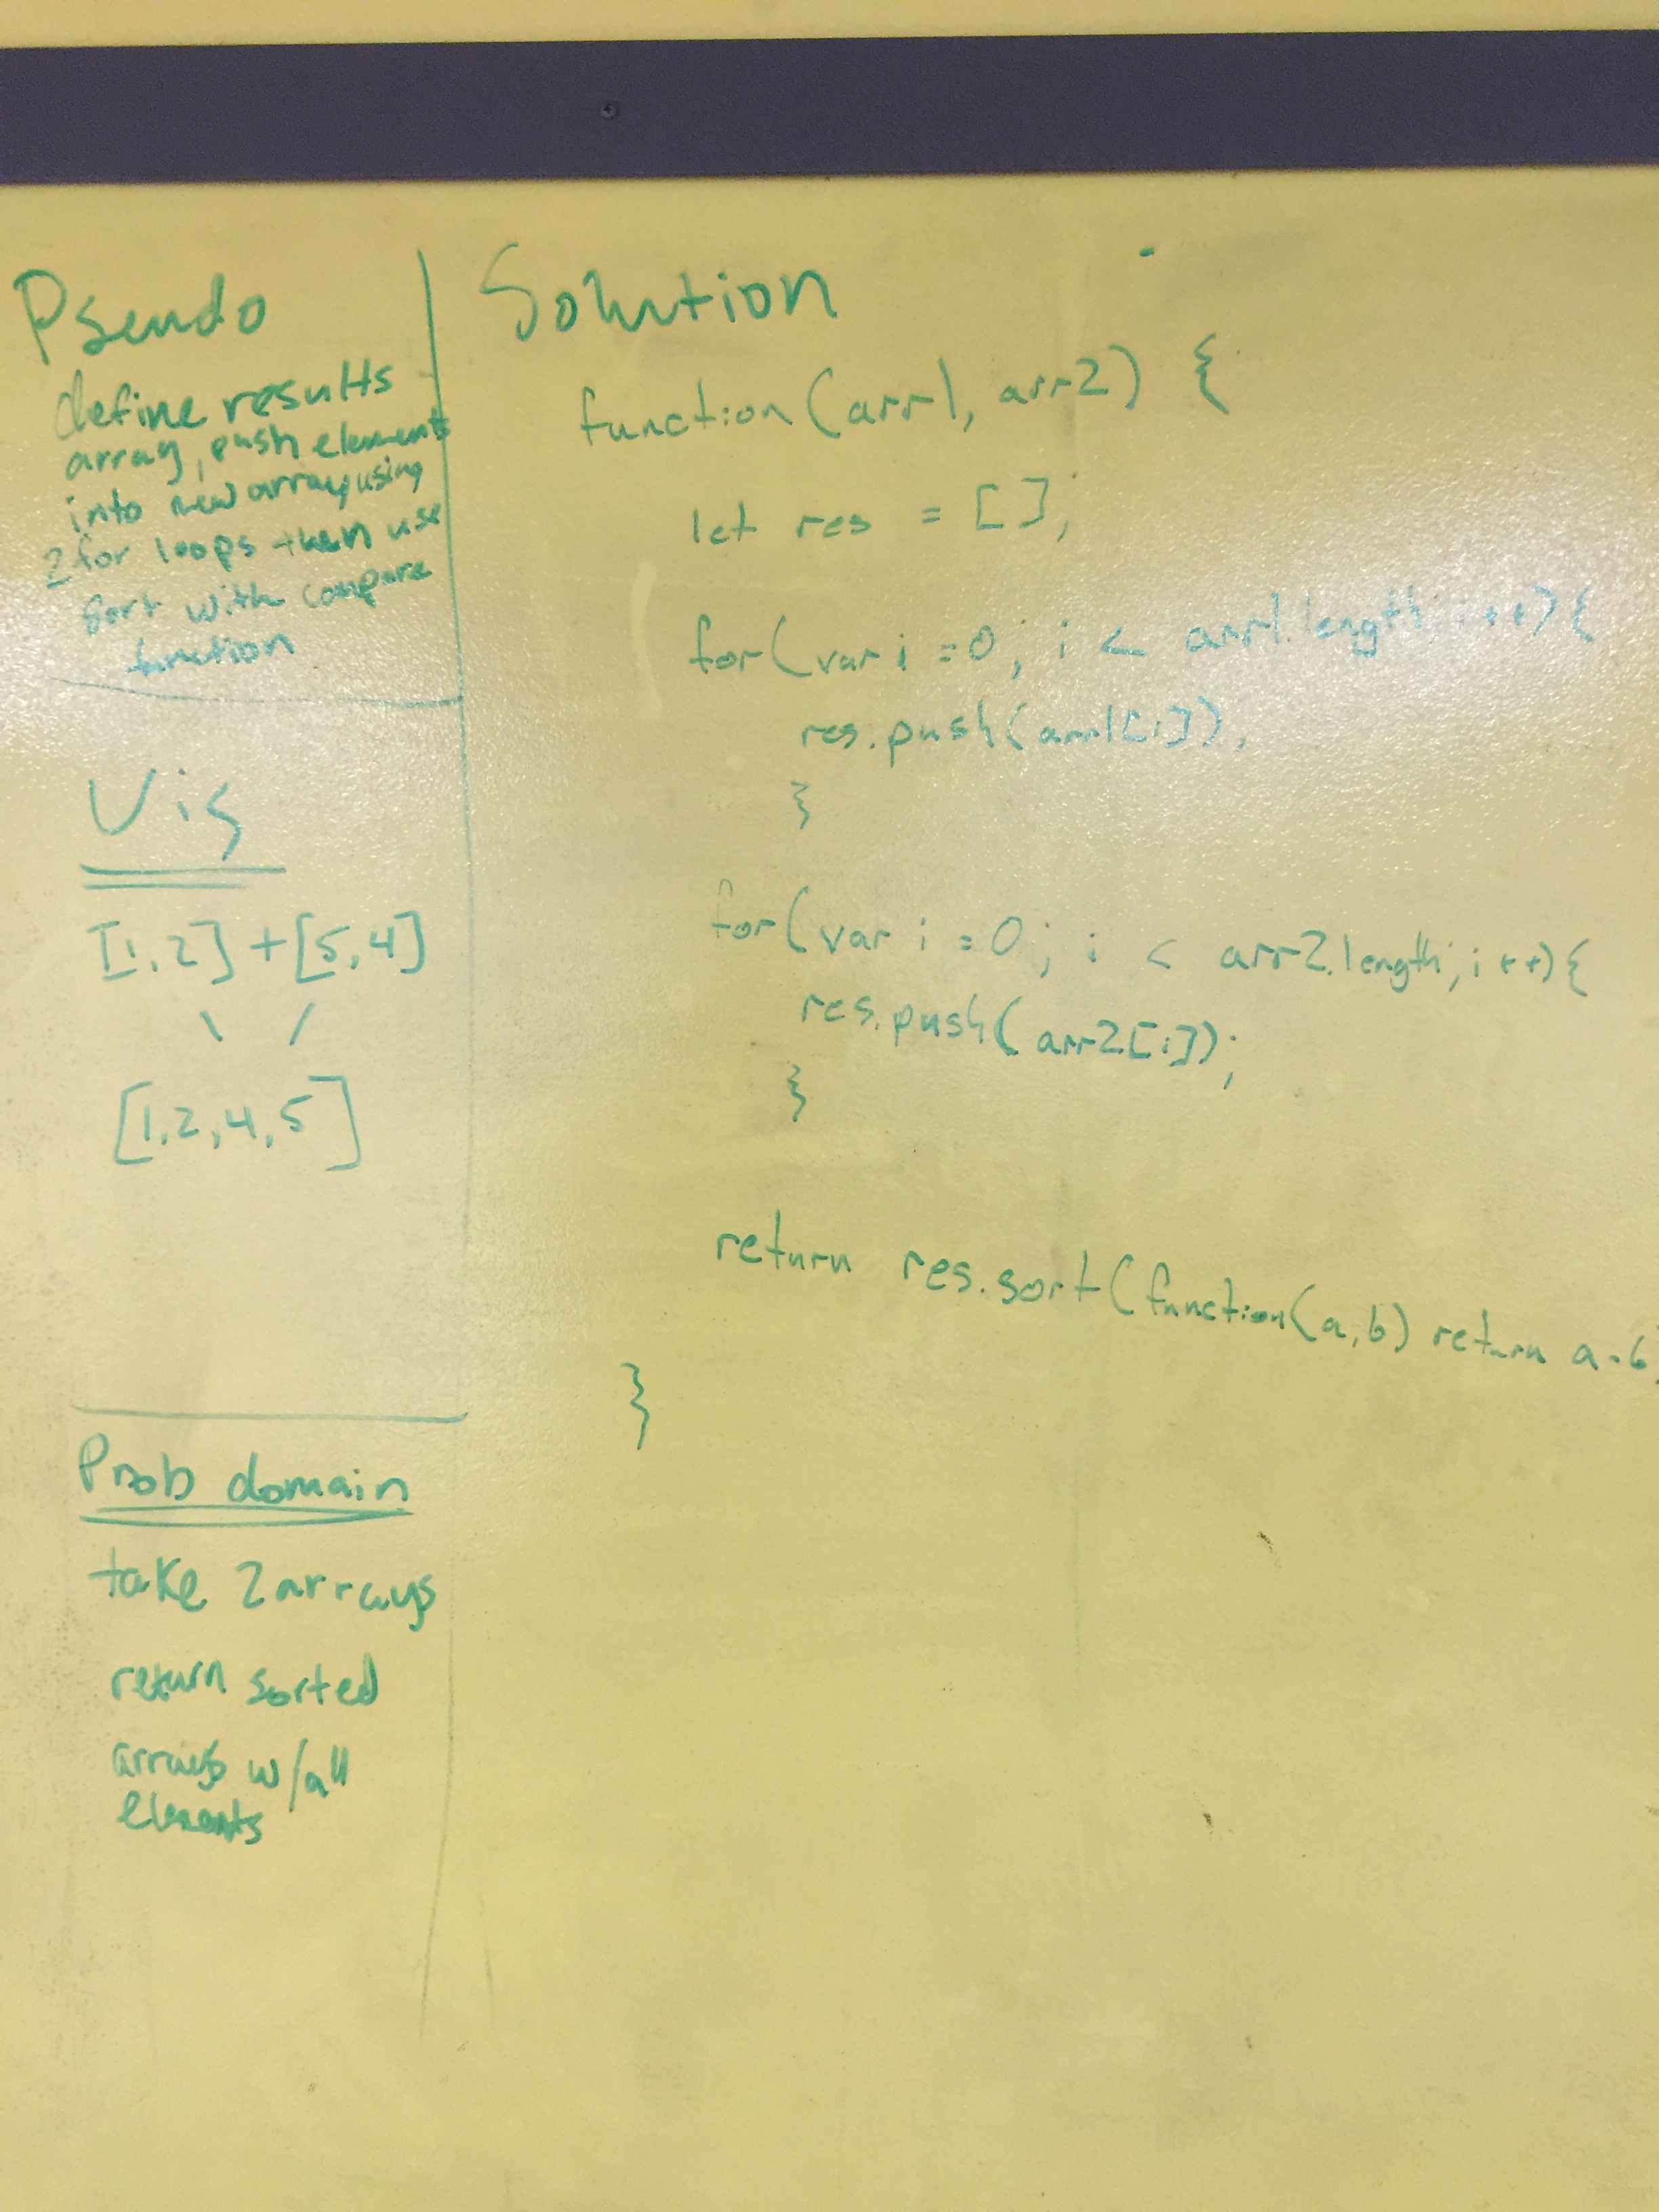 Pseudo
define results
array, push elements
into new array using
2 for loops then use
sort with compare
function
Vis
[1,2] + [5,4]
\ /
[1,2,4,5]
Prob domain
take 2 arrays
return sorted
arrays w/all
elements
Solution
function(arr1, arr2) {
let res = [];
for(var i = 0; i < arr1.length; i++){
res.push(arr1[i]);
}
for(var i = 0; i < arr2.length; i++){
res.push(arr2[i]);
}
return res.sort(function(a,b) return a-b
}